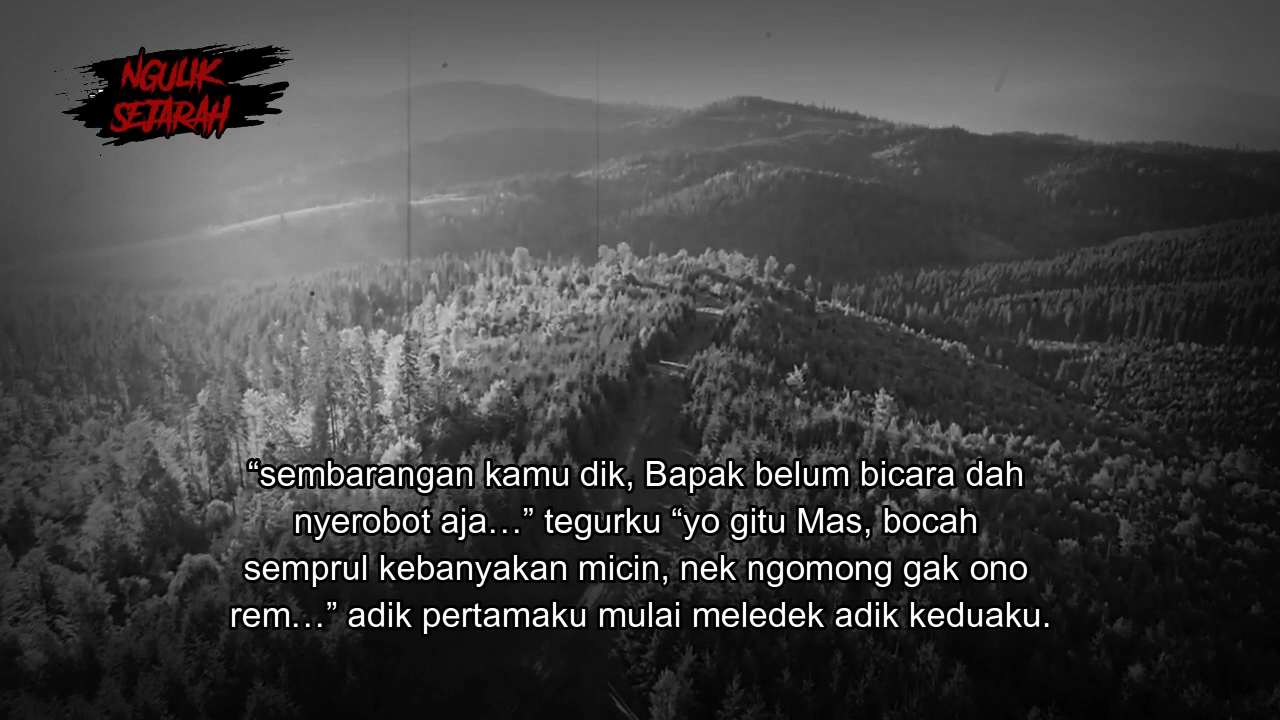 NGULIK
SEJARAH
“sembarangan kamu dik, Bapak belum bicara dah
nyerobot aja…” tegurku “yo gitu Mas, bocah
semprul kebanyakan micin, nek ngomong gak ono
rem…” adik pertamaku mulai meledek adik keduaku.